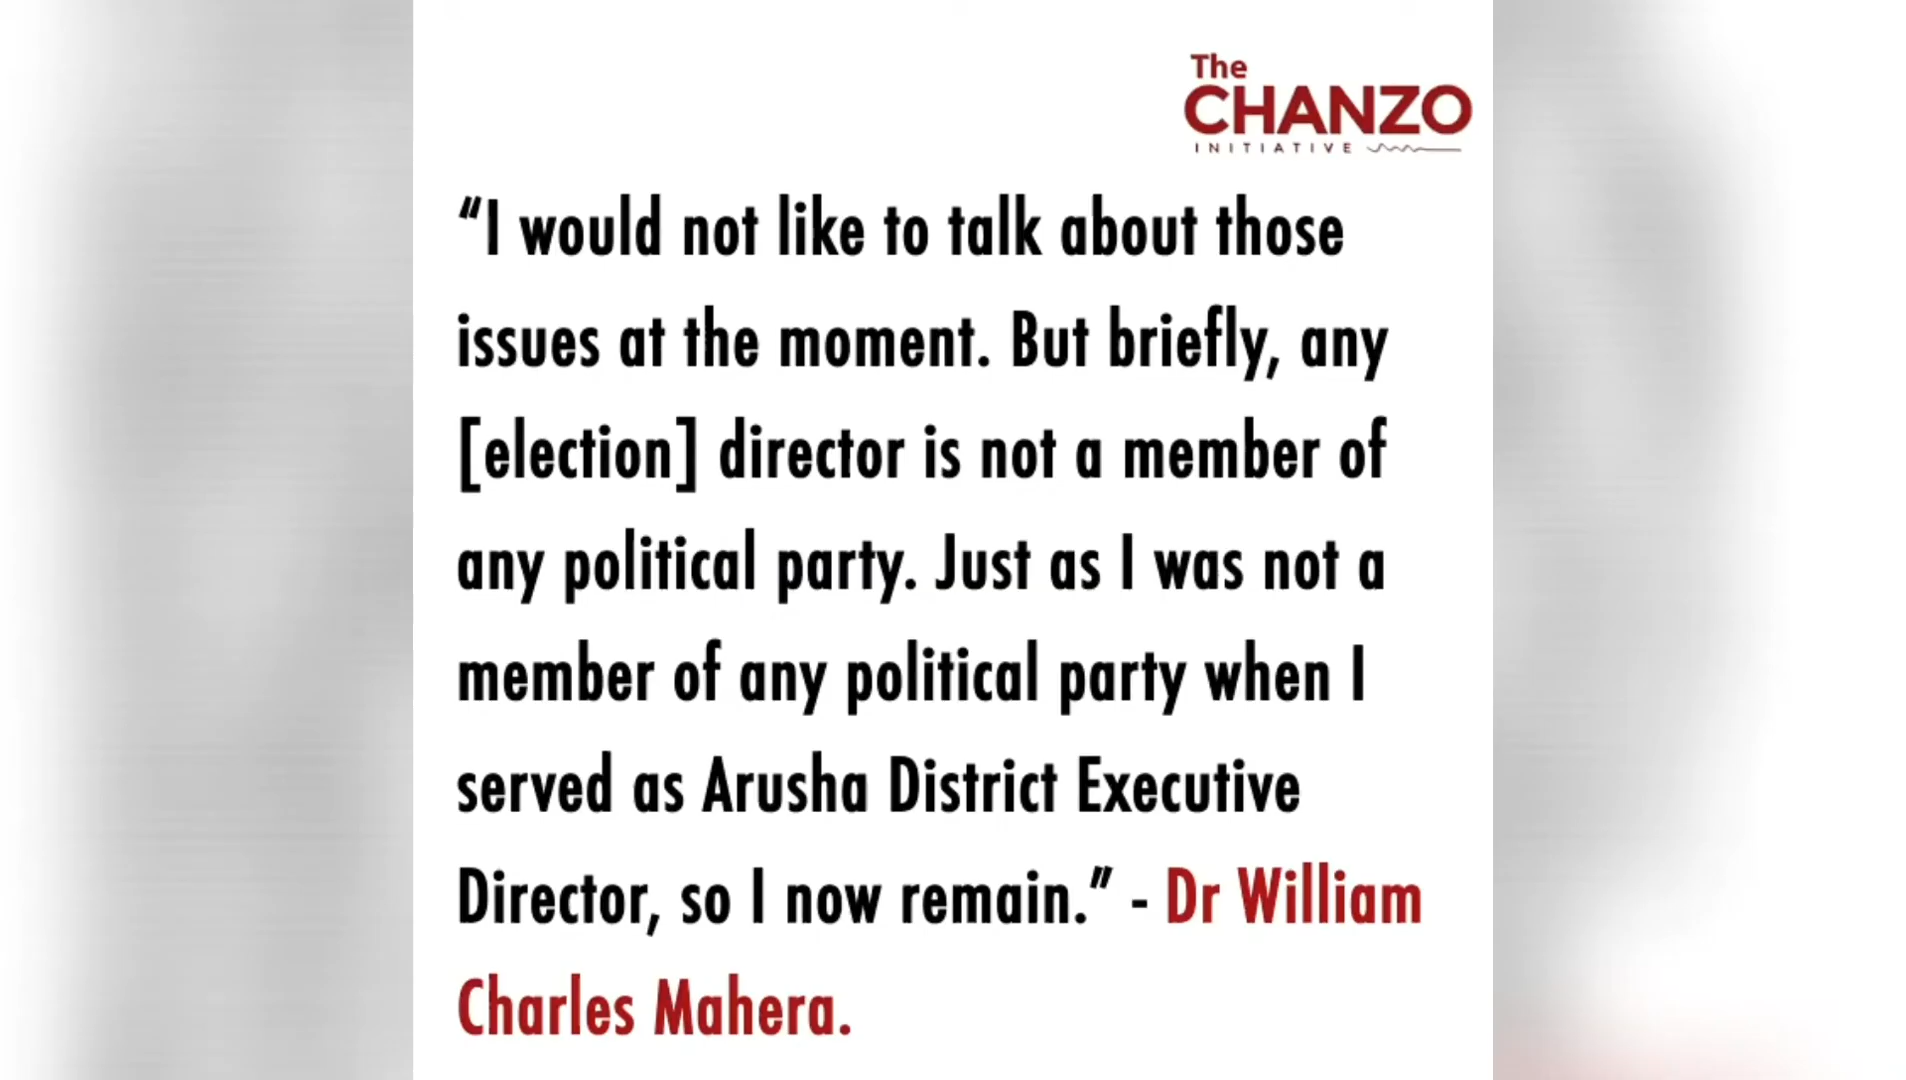 The
CHANZO
INITIATIVE
“I would not like to talk about those
issues at the moment. But briefly, any
[election] director is not a member of
any political party. Just as I was not a
member of any political party when I
served as Arusha District Executive
Director, so I now remain.” - Dr William
Charles Mahera.